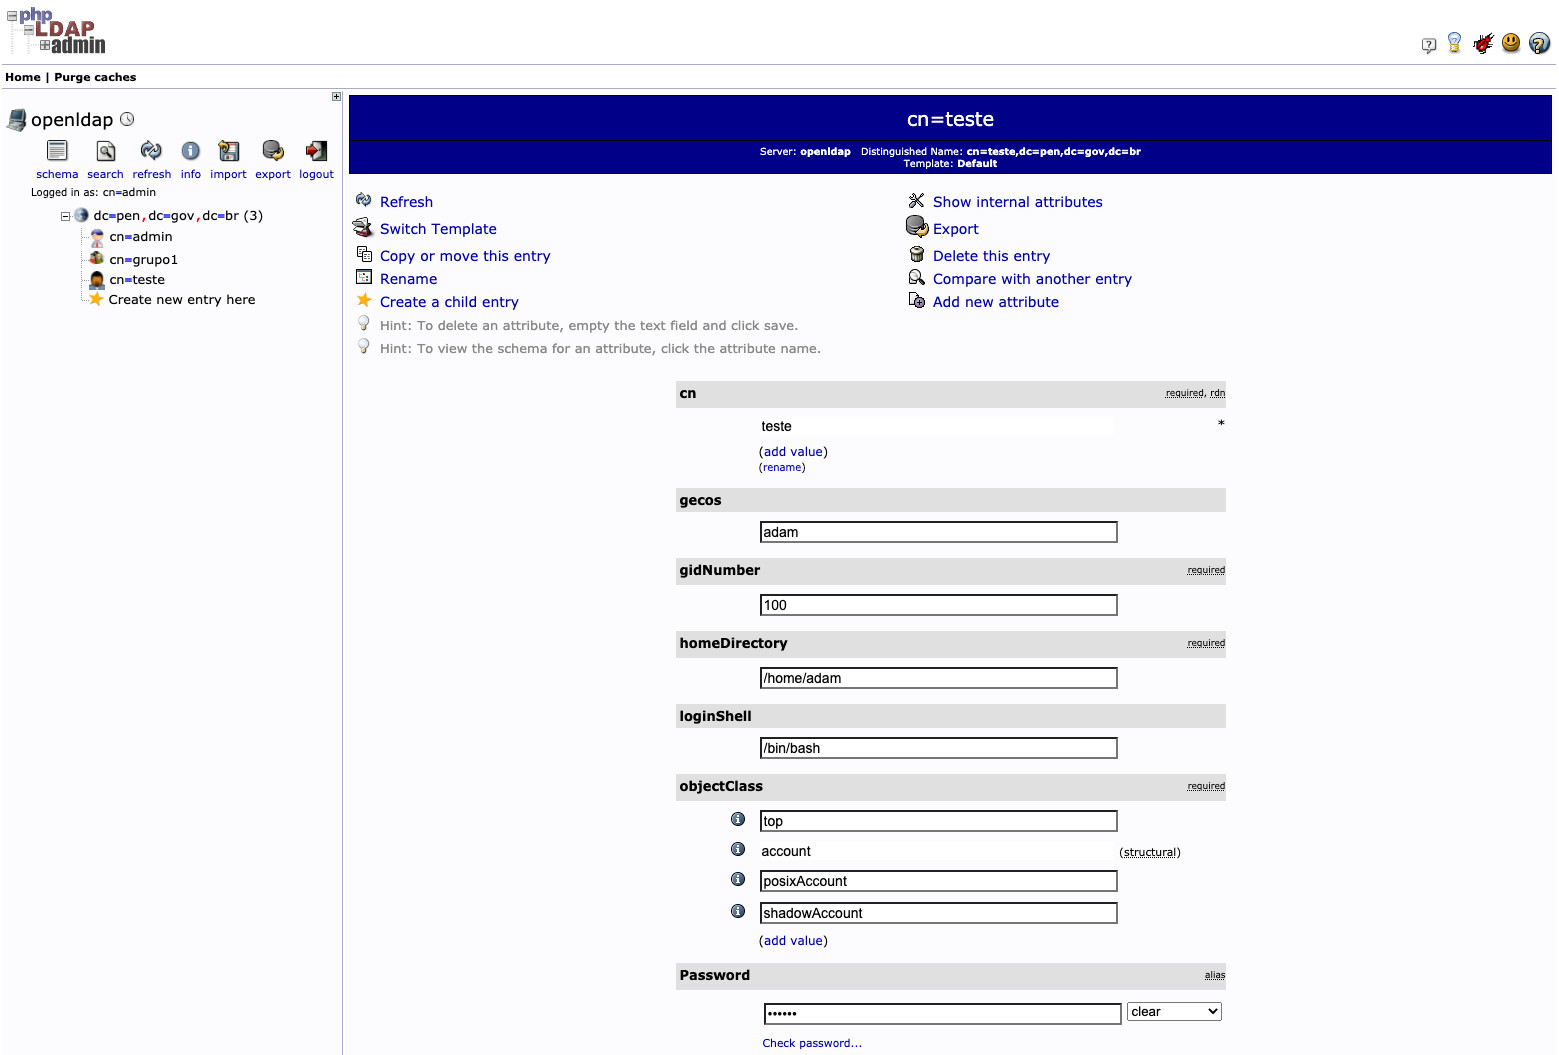 php
LDAP
admin
Home | Purge caches
openldap
schema search refresh info import export logout
Logged in as: cn=admin
dc=pen,dc=gov,dc=br (3)
cn=admin
cn=grupo1
cn=teste
Create new entry here
cn=teste
Server: openldap Distinguished Name: cn=teste,dc=pen,dc=gov,dc=br
Template: Default
Refresh
Show internal attributes
Switch Template
Export
Copy or move this entry
Delete this entry
Rename
Compare with another entry
Create a child entry
Add new attribute
Hint: To delete an attribute, empty the text field and click save.
Hint: To view the schema for an attribute, click the attribute name.
cn required, rdn
teste *
(add value)
(rename)
gecos
adam
gidNumber required
100
homeDirectory required
/home/adam
loginShell
/bin/bash
objectClass required
top
account (structural)
posixAccount
shadowAccount
(add value)
Password alias
•••••• clear
Check password...